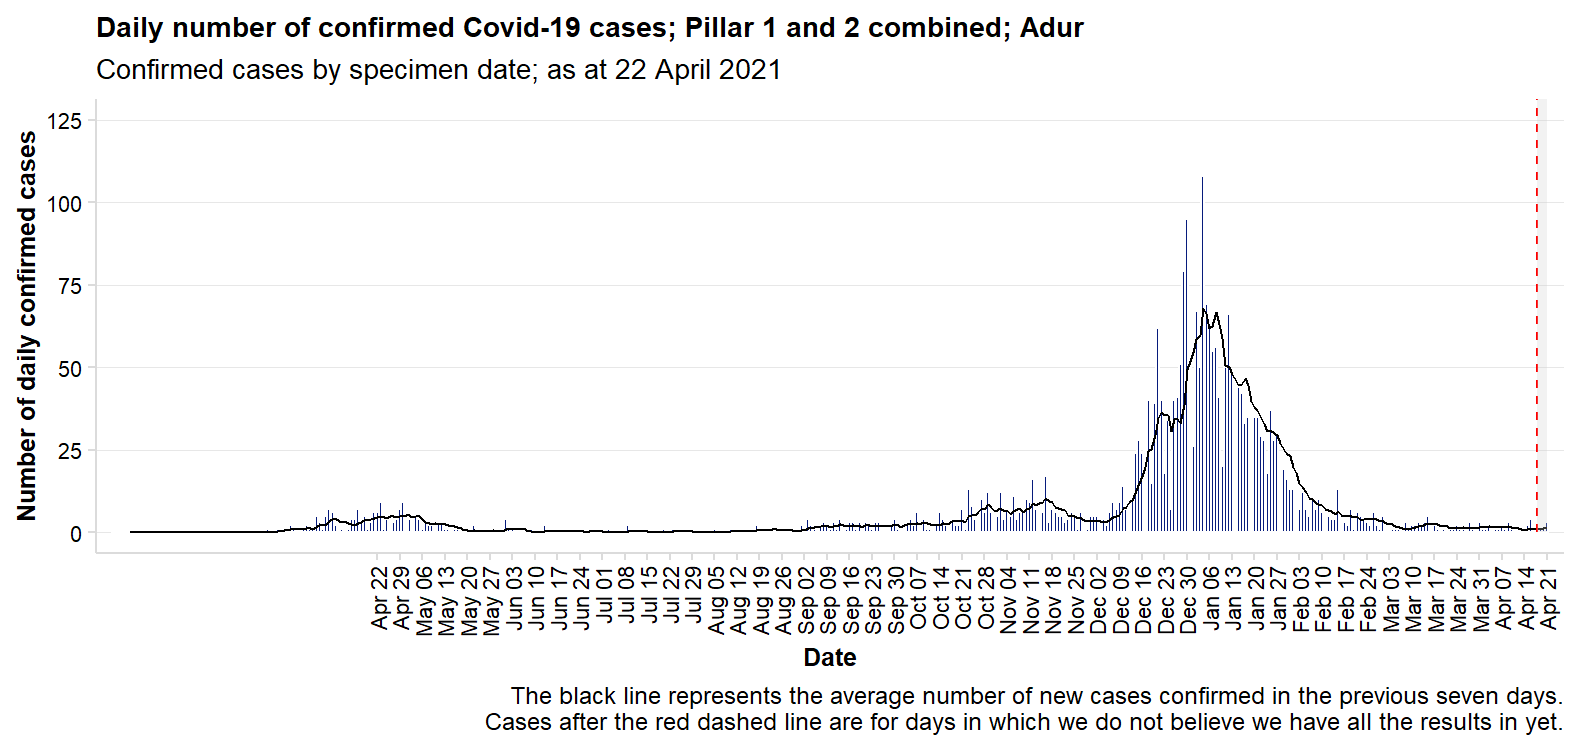 Daily number of confirmed Covid-19 cases; Pillar 1 and 2 combined; Adur
Confirmed cases by specimen date; as at 22 April 2021
Number of daily confirmed cases
125
100
75
50
25
0
Apr 22
Apr 29
May 06
May 13
May 20
May 27
Jun 03
Jun 10
Jun 17
Jun 24
Jul 01
Jul 08
Jul 15
Jul 22
Jul 29
Aug 05
Aug 12
Aug 19
Aug 26
Sep 02
Sep 09
Sep 16
Sep 23
Sep 30
Oct 07
Oct 14
Oct 21
Oct 28
Nov 04
Nov 11
Nov 18
Nov 25
Dec 02
Dec 09
Dec 16
Dec 23
Dec 30
Jan 06
Jan 13
Jan 20
Jan 27
Feb 03
Feb 10
Feb 17
Feb 24
Mar 03
Mar 10
Mar 17
Mar 24
Mar 31
Apr 07
Apr 14
Apr 21
Date
The black line represents the average number of new cases confirmed in the previous seven days.
Cases after the red dashed line are for days in which we do not believe we have all the results in yet.